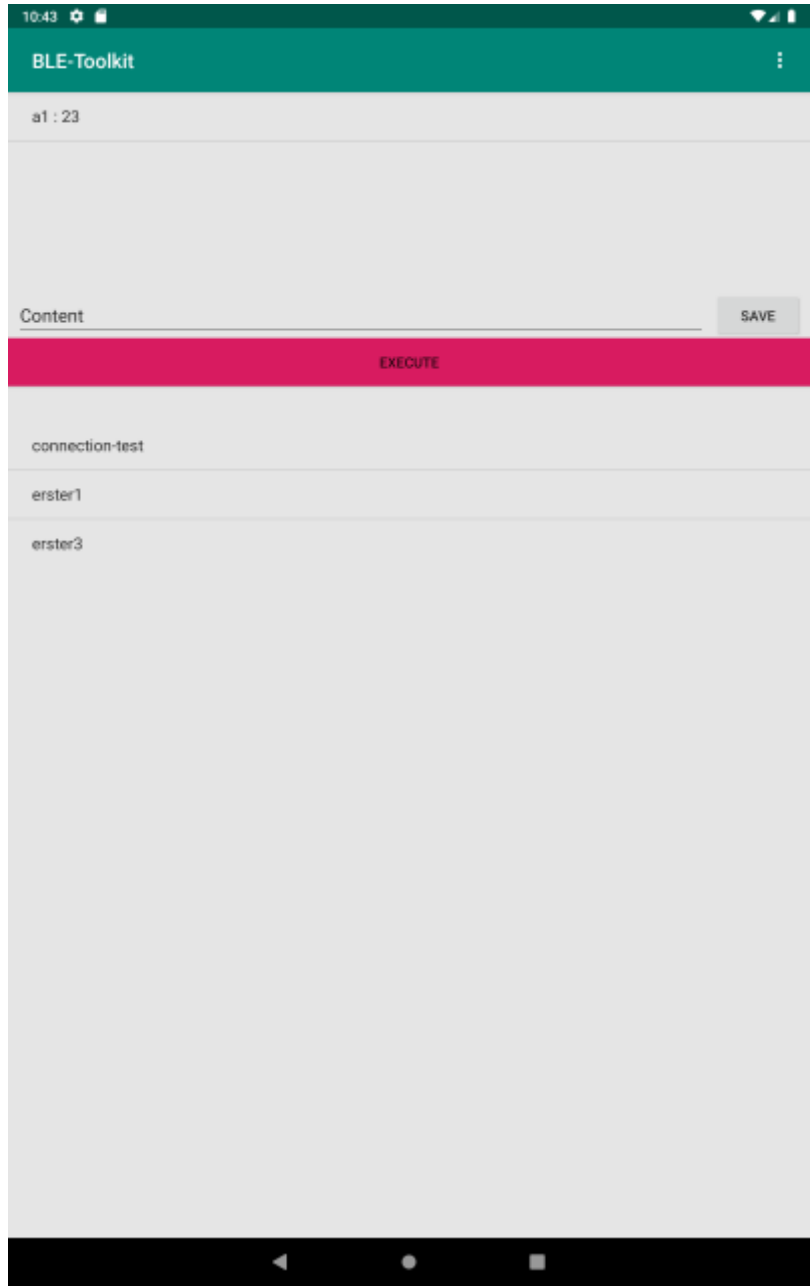 10:43
BLE-Toolkit
a1 : 23
Content
SAVE
EXECUTE
connection-test
erster1
erster3